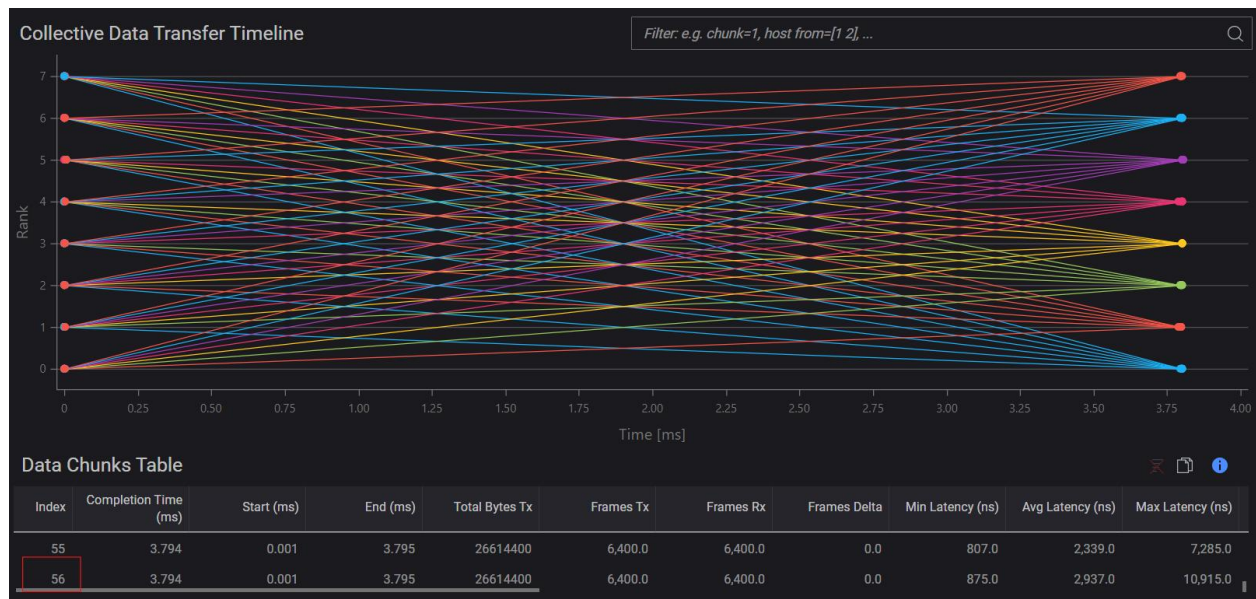 Collective Data Transfer Timeline
Filter: e.g. chunk=1, host from=[1 2], ...
7
6
5
4
3
2
1
0
Rank
0 0.25 0.50 0.75 1.00 1.25 1.50 1.75 2.00 2.25 2.50 2.75 3.00 3.25 3.50 3.75 4.00
Time [ms]
Data Chunks Table
Index Completion Time (ms) Start (ms) End (ms) Total Bytes Tx Frames Tx Frames Rx Frames Delta Min Latency (ns) Avg Latency (ns) Max Latency (ns)
55 3.794 0.001 3.795 26614400 6,400.0 6,400.0 0.0 807.0 2,339.0 7,285.0
56 3.794 0.001 3.795 26614400 6,400.0 6,400.0 0.0 875.0 2,937.0 10,915.0